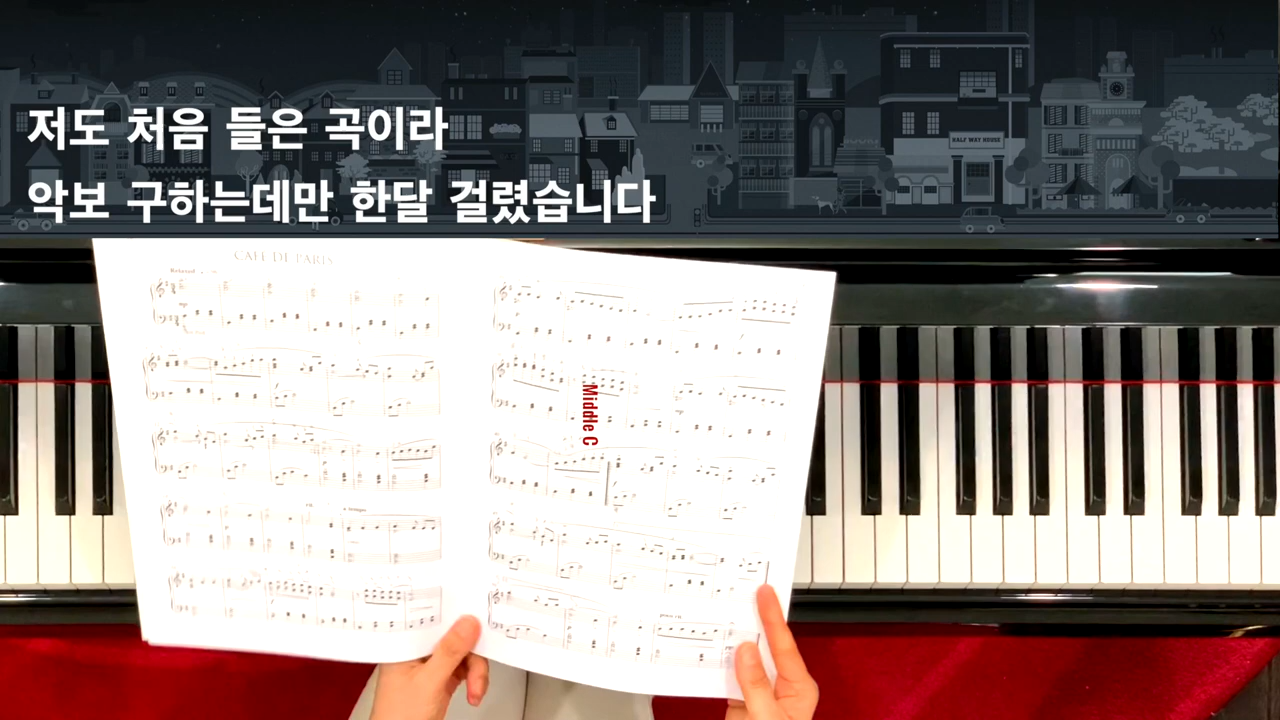 저도 처음 들은 곡이라
악보 구하는데만 한달 걸렸습니다
HALF WAY HOUSE
CAFE DE PARIS
Middle C